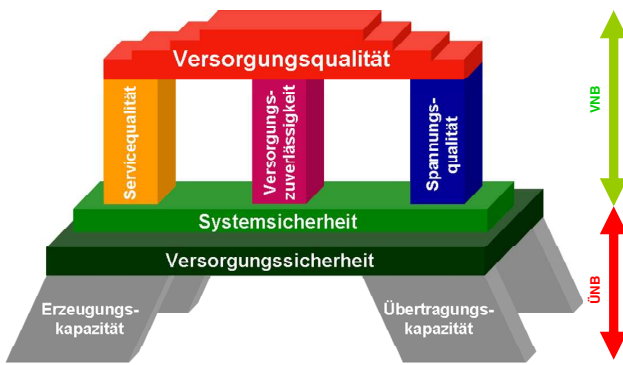 Versorgungsqualität
Servicequalität
Versorgungs-
zuverlässigkeit
Spannungs-
qualität
Systemsicherheit
Versorgungssicherheit
Erzeugungs-
kapazität
Übertragungs-
kapazität
VNB
ÜNB